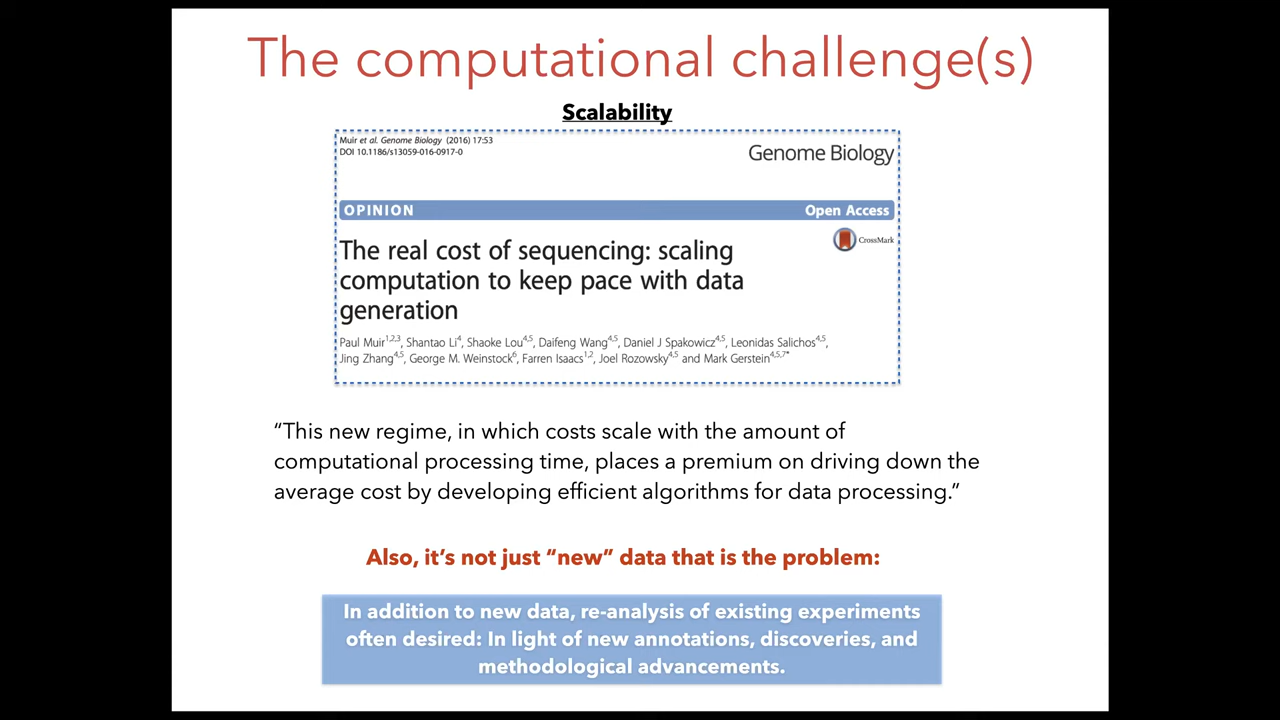 The computational challenge(s)
Scalability
Muir et al. Genome Biology (2016) 17:53
DOI 10.1186/s13059-016-0917-0
Genome Biology
OPINION
Open Access
CrossMark
The real cost of sequencing: scaling
computation to keep pace with data
generation
Paul Muir1,2,3, Shantao Li4, Shaoke Lou4,5, Daifeng Wang4,5, Daniel J Spakowicz4,5, Leonidas Salichos4,5,
Jing Zhang4,5, George M. Weinstock6, Farren Isaacs1,2, Joel Rozowsky4,5 and Mark Gerstein4,5,7*
“This new regime, in which costs scale with the amount of
computational processing time, places a premium on driving down the
average cost by developing efficient algorithms for data processing.”
Also, it’s not just “new” data that is the problem:
In addition to new data, re-analysis of existing experiments
often desired: In light of new annotations, discoveries, and
methodological advancements.